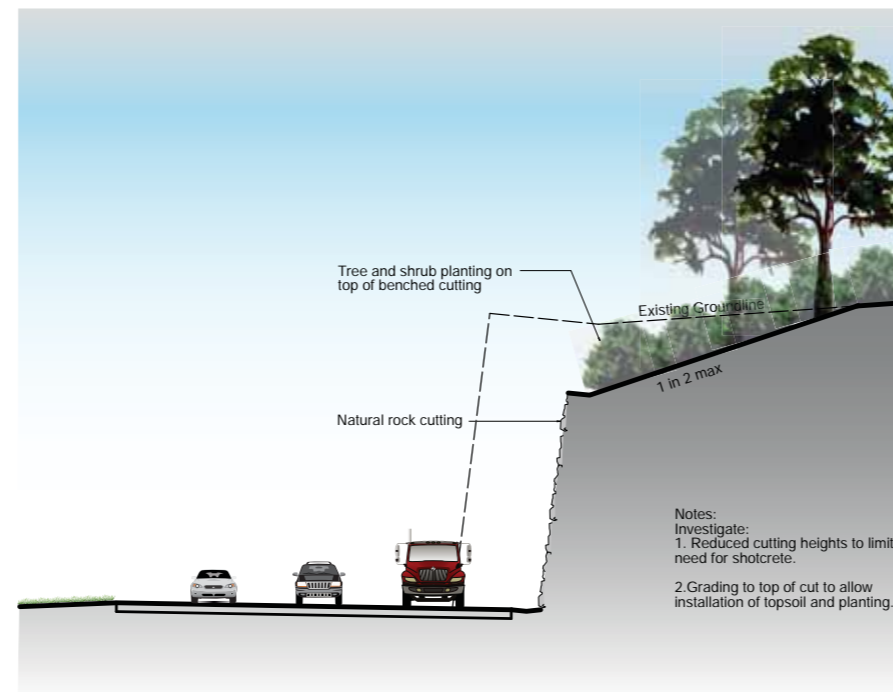 Tree and shrub planting on
top of benched cutting
Existing Groundline
1 in 2 max
Natural rock cutting
Notes:
Investigate:
1. Reduced cutting heights to limit
need for shotcrete.
2.Grading to top of cut to allow
installation of topsoil and planting.